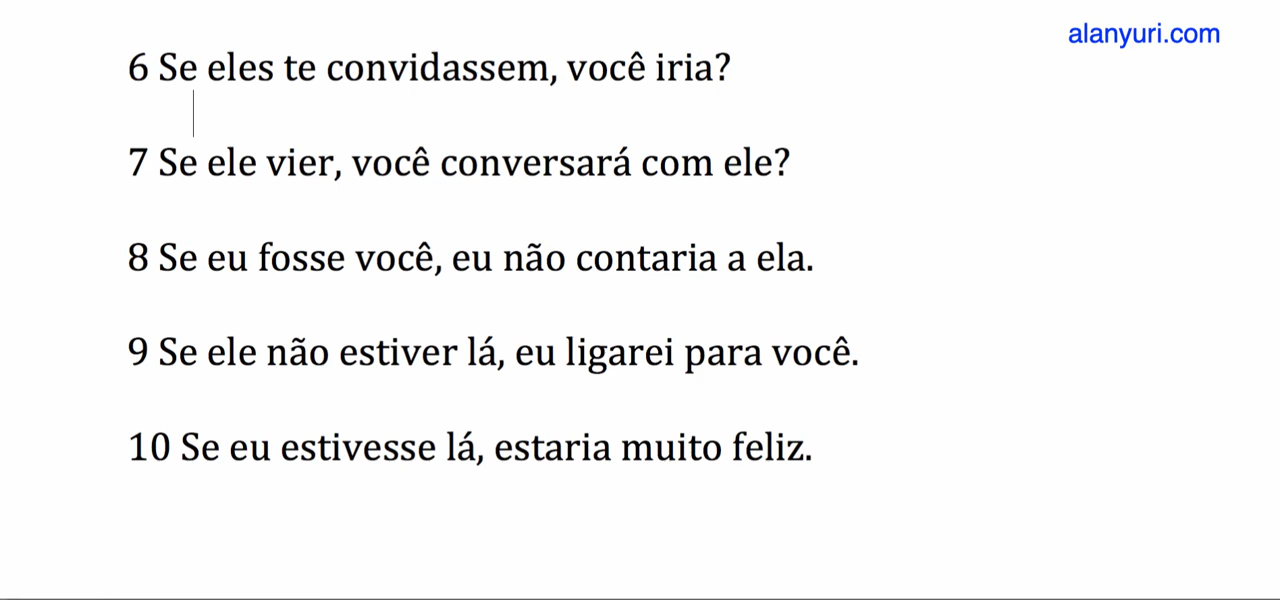 alanyuri.com
6 Se eles te convidassem, você iria?
7 Se ele vier, você conversará com ele?
8 Se eu fosse você, eu não contaria a ela.
9 Se ele não estiver lá, eu ligarei para você.
10 Se eu estivesse lá, estaria muito feliz.